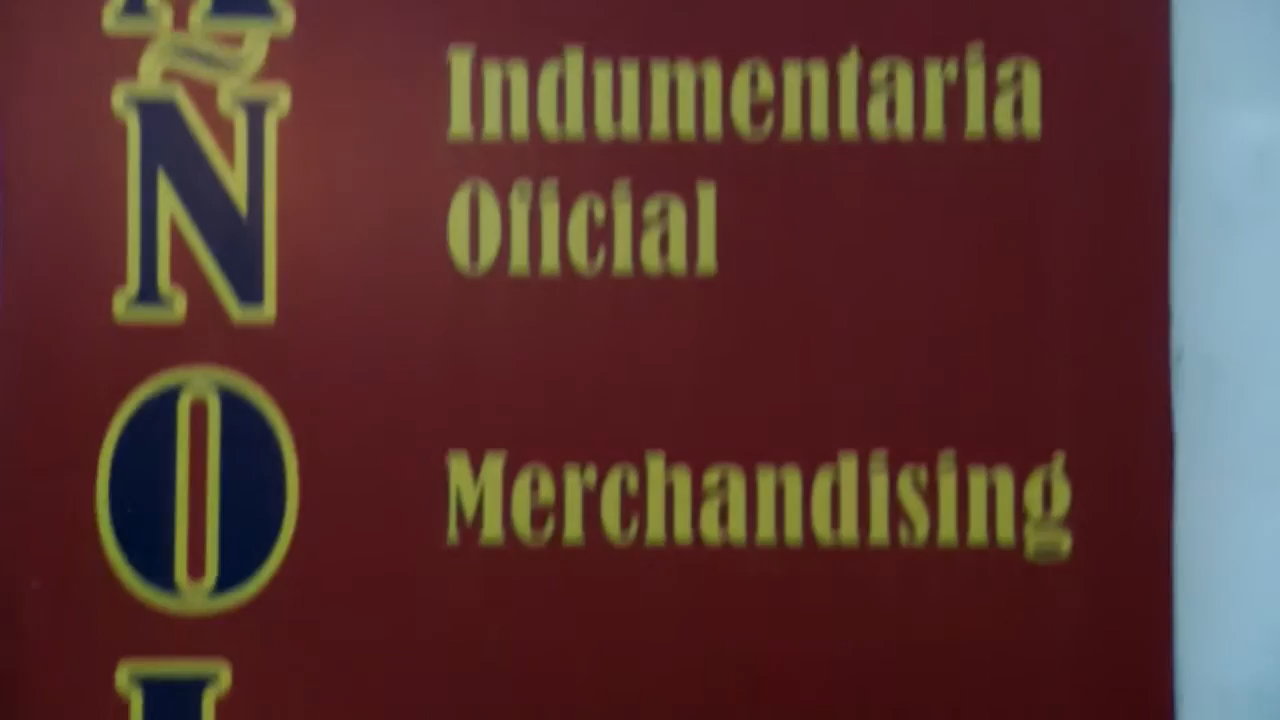 Ñ
O
Indumentaria
Oficial
Merchandising